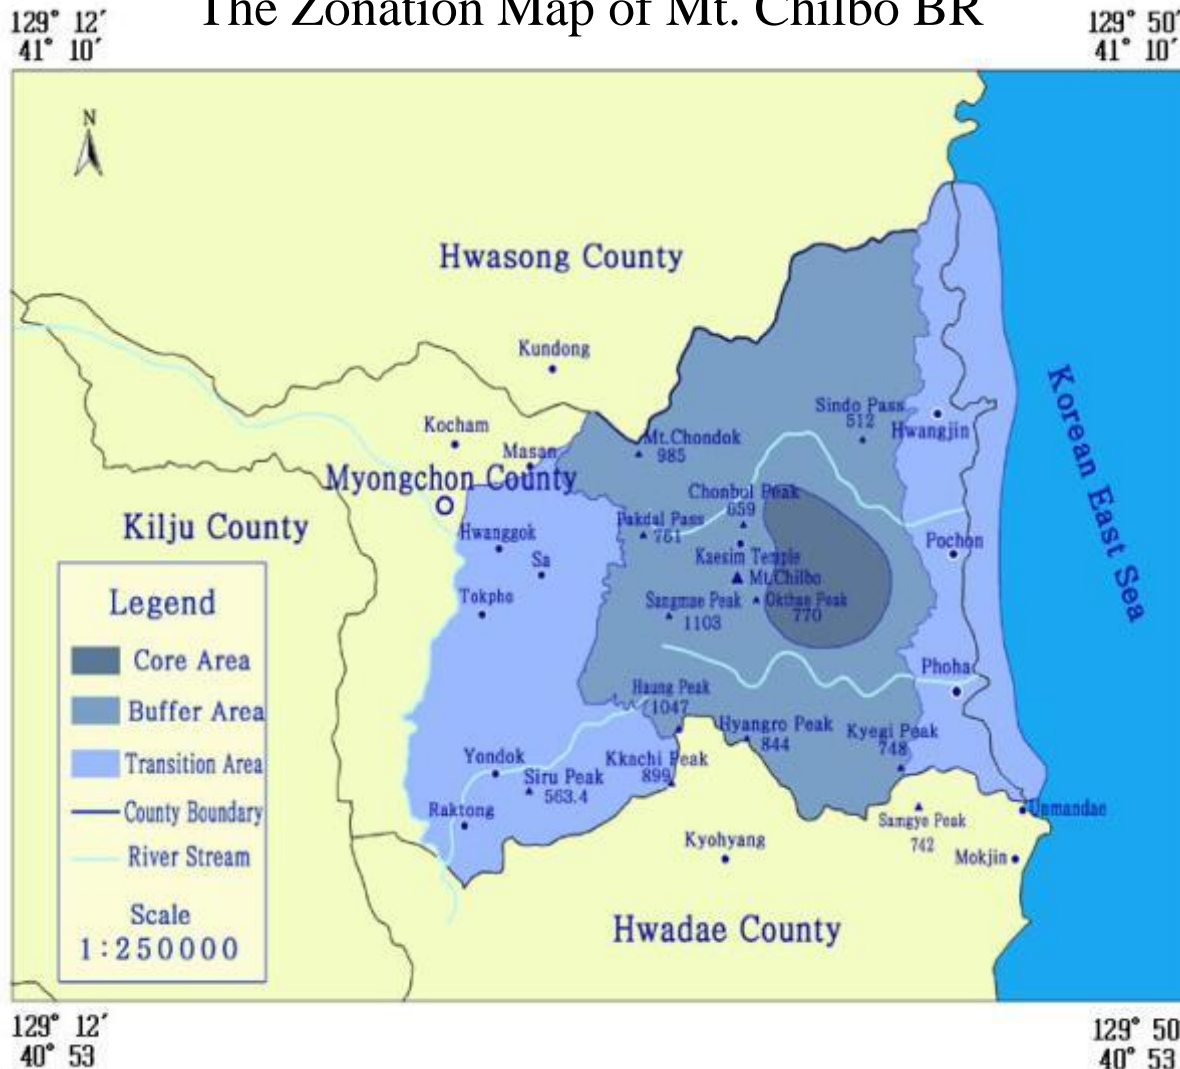 The Zonation Map of Mt. Chilbo BR
129° 12′
41° 10′
129° 50′
41° 10′
N
Hwasong County
Kundong
Kocham
Masan
Myongchon County
Kilju County
Hwanggok
Sa
Tokpho
Mt.Chondok
985
Sindo Pass
512
Hwangjin
Korean East Sea
Chonbul Peak
659
Pakdal Pass
751
Kaesim Temple
Mt.Chilbo
Sangmae Peak
1103
Okthae Peak
770
Pochon
Phoha
Haung Peak
1047
Hyangro Peak
844
Kyegi Peak
748
Kkachi Peak
899
Yondok
Siru Peak
563.4
Raktong
Kyohyang
Samgye Peak
742
Unmandae
Mokjin
Hwadae County
Legend
Core Area
Buffer Area
Transition Area
County Boundary
River Stream
Scale
1:250000
129° 12′
40° 53
129° 50
40° 53